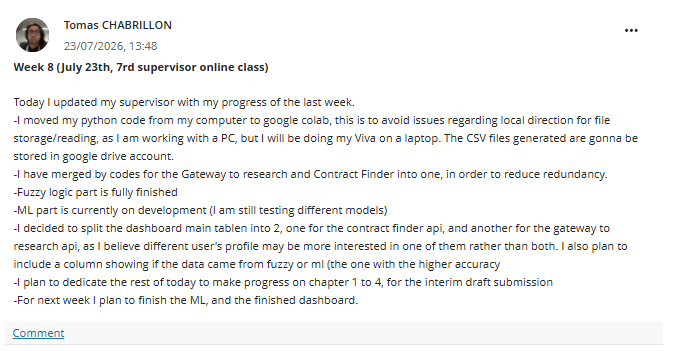 Tomas CHABRILLON
23/07/2026, 13:48
Week 8 (July 23th, 7rd supervisor online class)
Today I updated my supervisor with my progress of the last week.
-I moved my python code from my computer to google colab, this is to avoid issues regarding local direction for file
storage/reading, as I am working with a PC, but I will be doing my Viva on a laptop. The CSV files generated are gonna be
stored in google drive account.
-I have merged by codes for the Gateway to research and Contract Finder into one, in order to reduce redundancy.
-Fuzzy logic part is fully finished
-ML part is currently on development (I am still testing different models)
-I decided to split the dashboard main tablen into 2, one for the contract finder api, and another for the gateway to
research api, as I believe different user's profile may be more interested in one of them rather than both. I also plan to
include a column showing if the data came from fuzzy or ml (the one with the higher accuracy
-I plan to dedicate the rest of today to make progress on chapter 1 to 4, for the interim draft submission
-For next week I plan to finish the ML, and the finished dashboard.
Comment